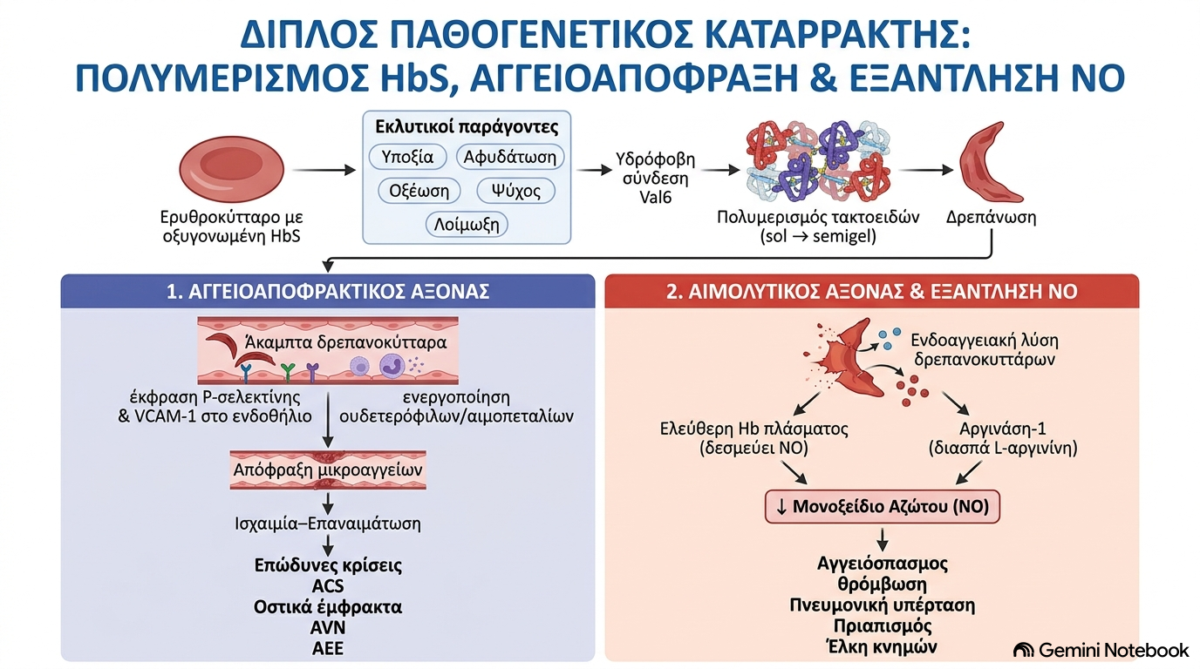 ΔΙΠΛΟΣ ΠΑΘΟΓΕΝΕΤΙΚΟΣ ΚΑΤΑΡΡΑΚΤΗΣ:
ΠΟΛΥΜΕΡΙΣΜΟΣ HbS, ΑΓΓΕΙΟΑΠΟΦΡΑΞΗ & ΕΞΑΝΤΛΗΣΗ NO
Ερυθροκύτταρο με
οξυγονωμένη HbS
Εκλυτικοί παράγοντες
Υποξία
Αφυδάτωση
Οξέωση
Ψύχος
Λοίμωξη
Υδρόφοβη
σύνδεση
Val6
Πολυμερισμός τακτοειδών
(sol → semigel)
Δρεπάνωση
1. ΑΓΓΕΙΟΑΠΟΦΡΑΚΤΙΚΟΣ ΑΞΟΝΑΣ
Άκαμπτα δρεπανοκύτταρα
έκφραση P-σελεκτίνης
& VCAM-1 στο ενδοθήλιο
ενεργοποίηση
ουδετερόφιλων/αιμοπεταλίων
Απόφραξη μικροαγγείων
Ισχαιμία–Επαναιμάτωση
Επώδυνες κρίσεις
ACS
Οστικά έμφρακτα
AVN
ΑΕΕ
2. ΑΙΜΟΛΥΤΙΚΟΣ ΑΞΟΝΑΣ & ΕΞΑΝΤΛΗΣΗ NO
Ενδοαγγειακή λύση
δρεπανοκυττάρων
Ελεύθερη Hb πλάσματος
(δεσμεύει NO)
Αργινάση-1
(διασπά L-αργινίνη)
↓ Μονοξείδιο Αζώτου (NO)
Αγγειόσπασμος
θρόμβωση
Πνευμονική υπέρταση
Πριαπισμός
Έλκη κνημών
Gemini Notebook